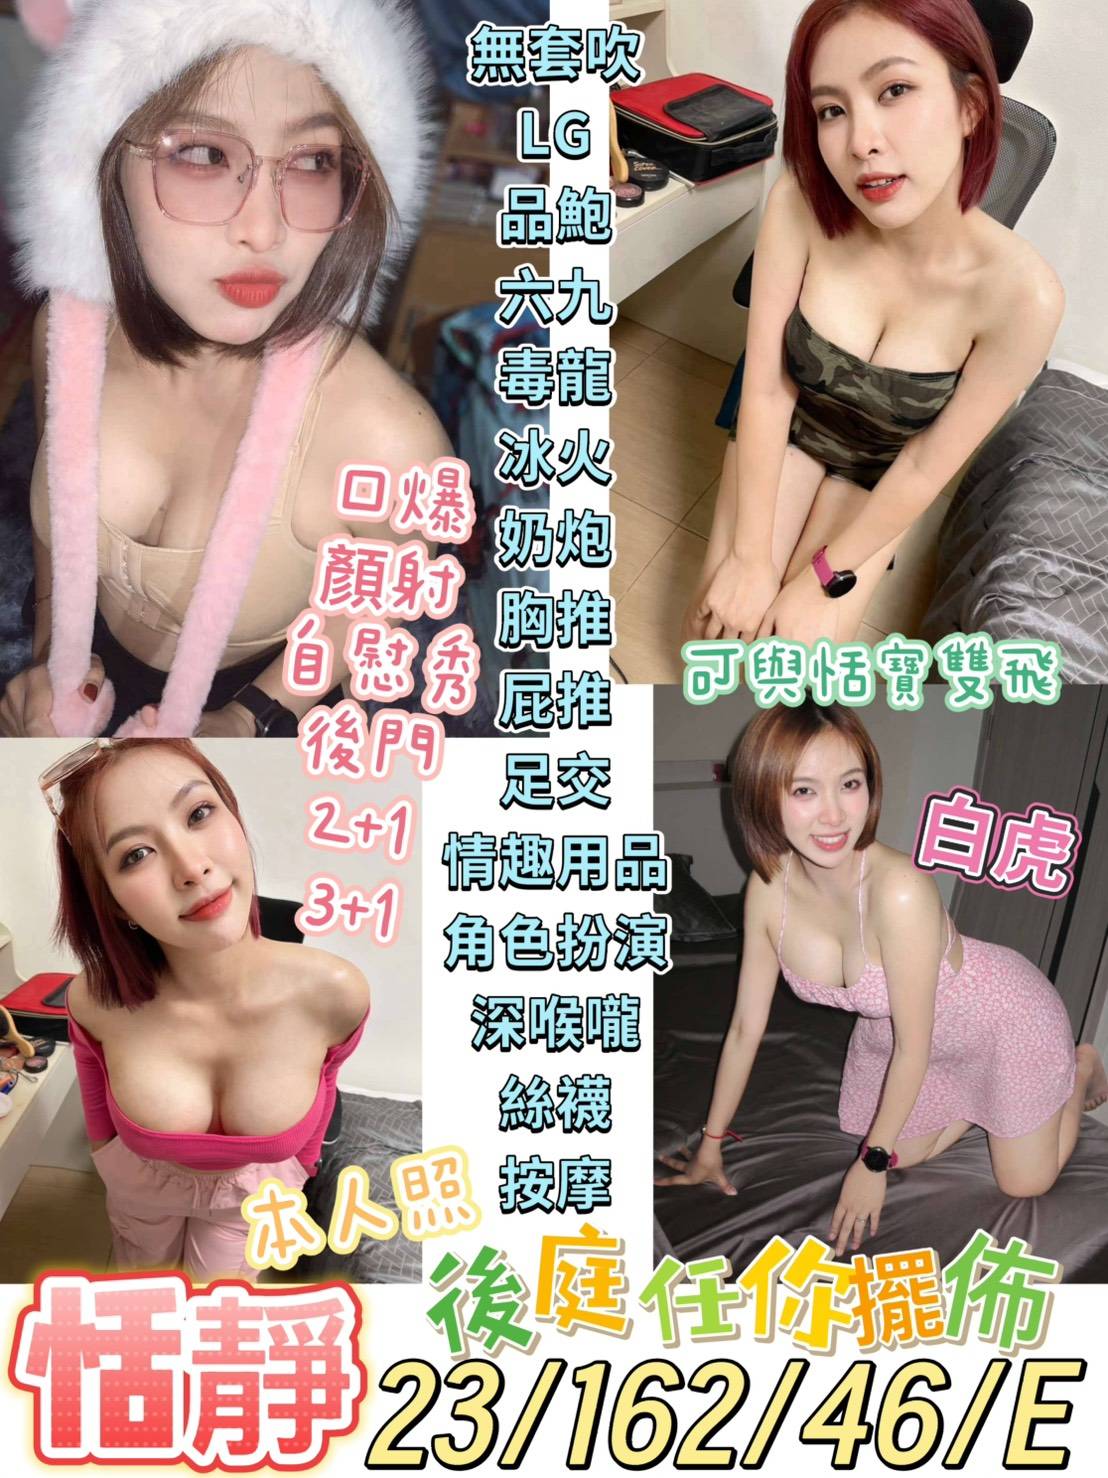 無套吹
LG
品鮑
六九
毒龍
冰火
奶炮
胸推
屁推
足交
情趣用品
角色扮演
深喉嚨
絲襪
按摩
口爆
顏射
自慰秀
後門
2+1
3+1
可與恬寶雙飛
白虎
本人照
後庭任你擺佈
恬靜
23/162/46/E